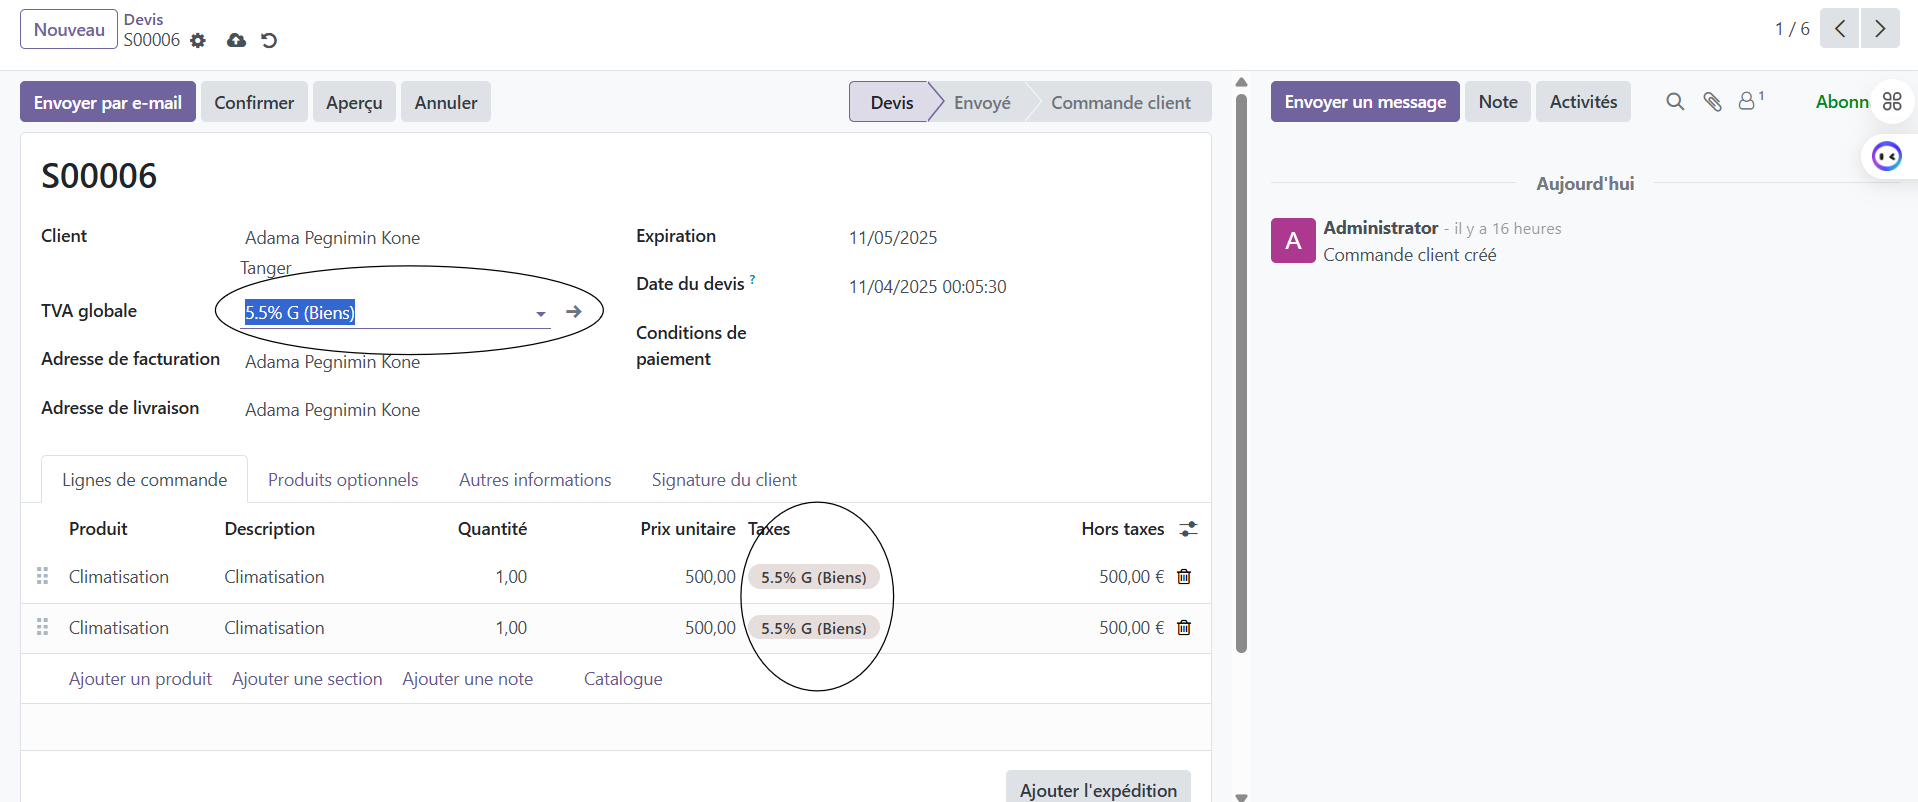 Nouveau
Devis
S00006
1 / 6
Envoyer par e-mail Confirmer Aperçu Annuler
Devis Envoyé Commande client
Envoyer un message Note Activités 1
S00006
Client Adama Pegnimin Kone
Tanger
TVA globale 5.5% G (Biens)
Adresse de facturation Adama Pegnimin Kone
Adresse de livraison Adama Pegnimin Kone
Expiration 11/05/2025
Date du devis ? 11/04/2025 00:05:30
Conditions de
paiement
Lignes de commande Produits optionnels Autres informations Signature du client
Produit Description Quantité Prix unitaire Taxes Hors taxes
Climatisation Climatisation 1,00 500,00 5.5% G (Biens) 500,00 €
Climatisation Climatisation 1,00 500,00 5.5% G (Biens) 500,00 €
Ajouter un produit Ajouter une section Ajouter une note Catalogue
Ajouter l'expédition
Aujourd'hui
A
Administrator - il y a 16 heures
Commande client créé